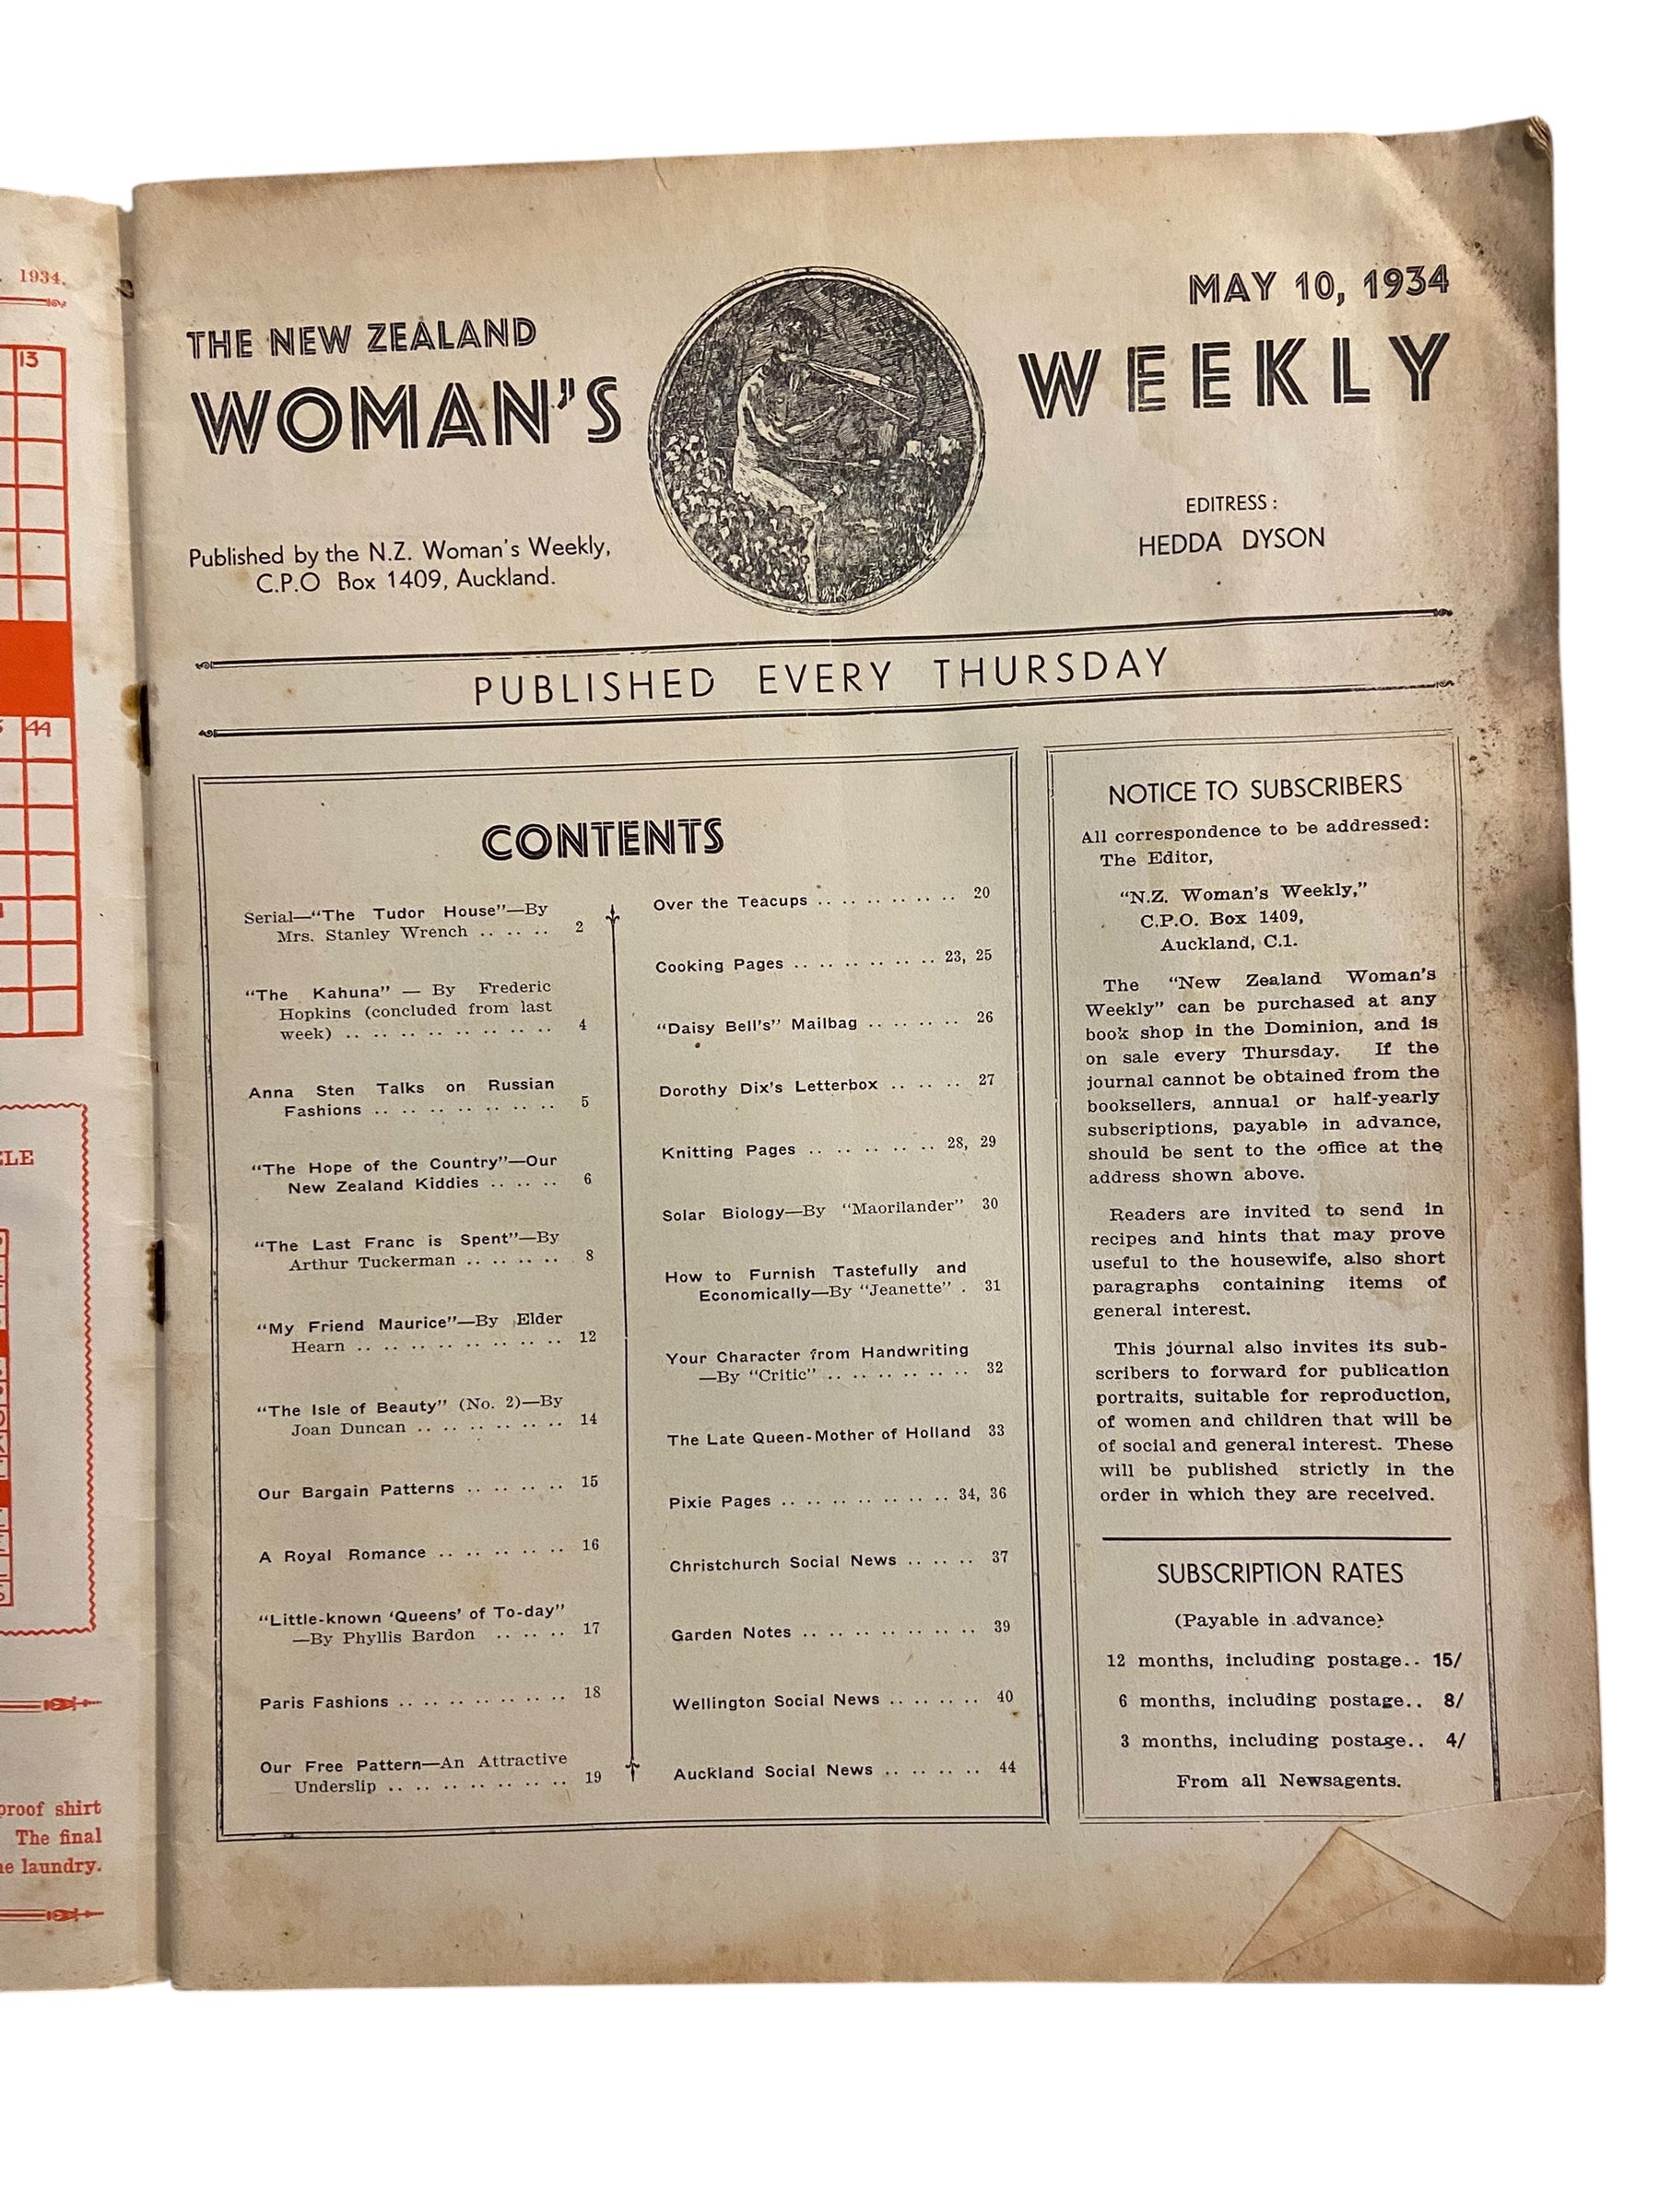 1934.
13
44
LE
proof shirt
The final
laundry.
MAY 10, 1934
THE NEW ZEALAND
WOMAN'S
WEEKLY
Published by the N.Z. Woman's Weekly,
C.P.O Box 1409, Auckland.
EDITRESS:
HEDDA DYSON
PUBLISHED EVERY THURSDAY
CONTENTS
Serial—"The Tudor House"—By
Mrs. Stanley Wrench .. .. .. 2
"The Kahuna" — By Frederic
Hopkins (concluded from last
week) .. .. .. .. .. .. .. .. .. 4
Anna Sten Talks on Russian
Fashions .. .. .. .. .. .. .. .. 5
"The Hope of the Country"—Our
New Zealand Kiddies .. .. .. 6
"The Last Franc is Spent"—By
Arthur Tuckerman .. .. .. .. 8
"My Friend Maurice"—By Elder
Hearn .. .. .. .. .. .. .. .. .. 12
"The Isle of Beauty" (No. 2)—By
Joan Duncan .. .. .. .. .. .. 14
Our Bargain Patterns .. .. .. .. 15
A Royal Romance .. .. .. .. .. 16
"Little-known 'Queens' of To-day"
—By Phyllis Bardon .. .. .. 17
Paris Fashions .. .. .. .. .. .. .. 18
Our Free Pattern—An Attractive
Underslip .. .. .. .. .. .. .. .. 19
Over the Teacups .. .. .. .. .. .. 20
Cooking Pages .. .. .. .. .. .. 23, 25
"Daisy Bell's" Mailbag .. .. .. .. 26
Dorothy Dix's Letterbox .. .. .. 27
Knitting Pages .. .. .. .. .. .. 28, 29
Solar Biology—By "Maorilander" 30
How to Furnish Tastefully and
Economically—By "Jeanette" . 31
Your Character from Handwriting
—By "Critic" .. .. .. .. .. .. 32
The Late Queen-Mother of Holland 33
Pixie Pages .. .. .. .. .. .. .. 34, 36
Christchurch Social News .. .. .. 37
Garden Notes .. .. .. .. .. .. .. 39
Wellington Social News .. .. .. .. 40
Auckland Social News .. .. .. .. 44
NOTICE TO SUBSCRIBERS
All correspondence to be addressed:
The Editor,
"N.Z. Woman's Weekly,"
C.P.O. Box 1409,
Auckland, C.1.
The "New Zealand Woman's
Weekly" can be purchased at any
book shop in the Dominion, and is
on sale every Thursday. If the
journal cannot be obtained from the
booksellers, annual or half-yearly
subscriptions, payable in advance,
should be sent to the office at the
address shown above.
Readers are invited to send in
recipes and hints that may prove
useful to the housewife, also short
paragraphs containing items of
general interest.
This journal also invites its sub-
scribers to forward for publication
portraits, suitable for reproduction,
of women and children that will be
of social and general interest. These
will be published strictly in the
order in which they are received.
SUBSCRIPTION RATES
(Payable in advance)
12 months, including postage.. 15/
6 months, including postage.. 8/
3 months, including postage.. 4/
From all Newsagents.